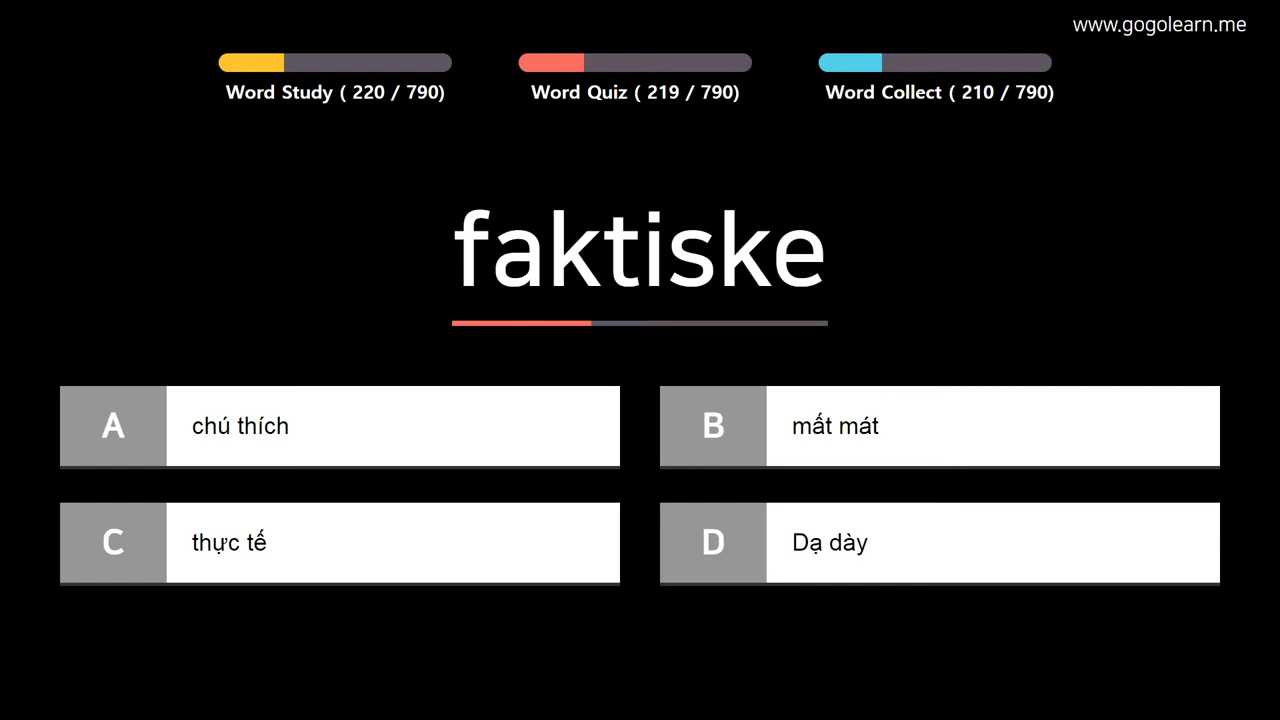 www.gogolearn.me
Word Study ( 220 / 790)
Word Quiz ( 219 / 790)
Word Collect ( 210 / 790)
faktiske
A
chú thích
B
mất mát
C
thực tế
D
Dạ dày